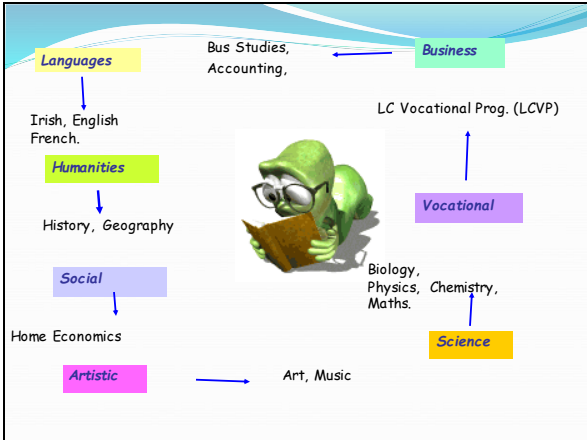 Languages
Irish, English
French.
Humanities
History, Geography
Social
Home Economics
Artistic
Art, Music
Bus Studies,
Accounting,
Business
LC Vocational Prog. (LCVP)
Vocational
Biology,
Physics, Chemistry,
Maths.
Science